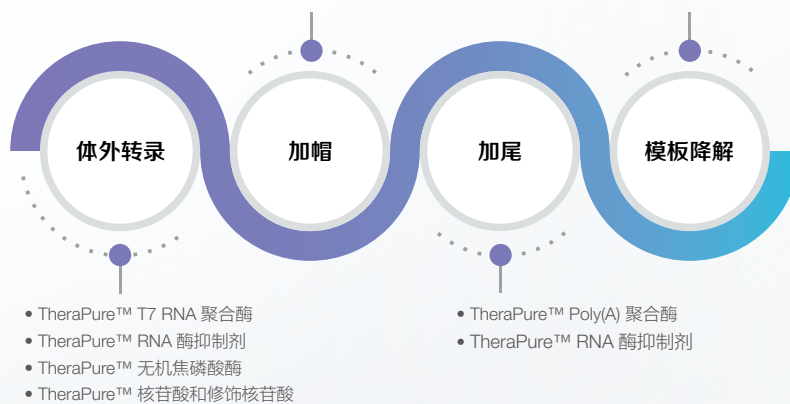 体外转录
加帽
加尾
模板降解
• TheraPure™ T7 RNA 聚合酶
• TheraPure™ RNA 酶抑制剂
• TheraPure™ 无机焦磷酸酶
• TheraPure™ 核苷酸和修饰核苷酸
• TheraPure™ Poly(A) 聚合酶
• TheraPure™ RNA 酶抑制剂